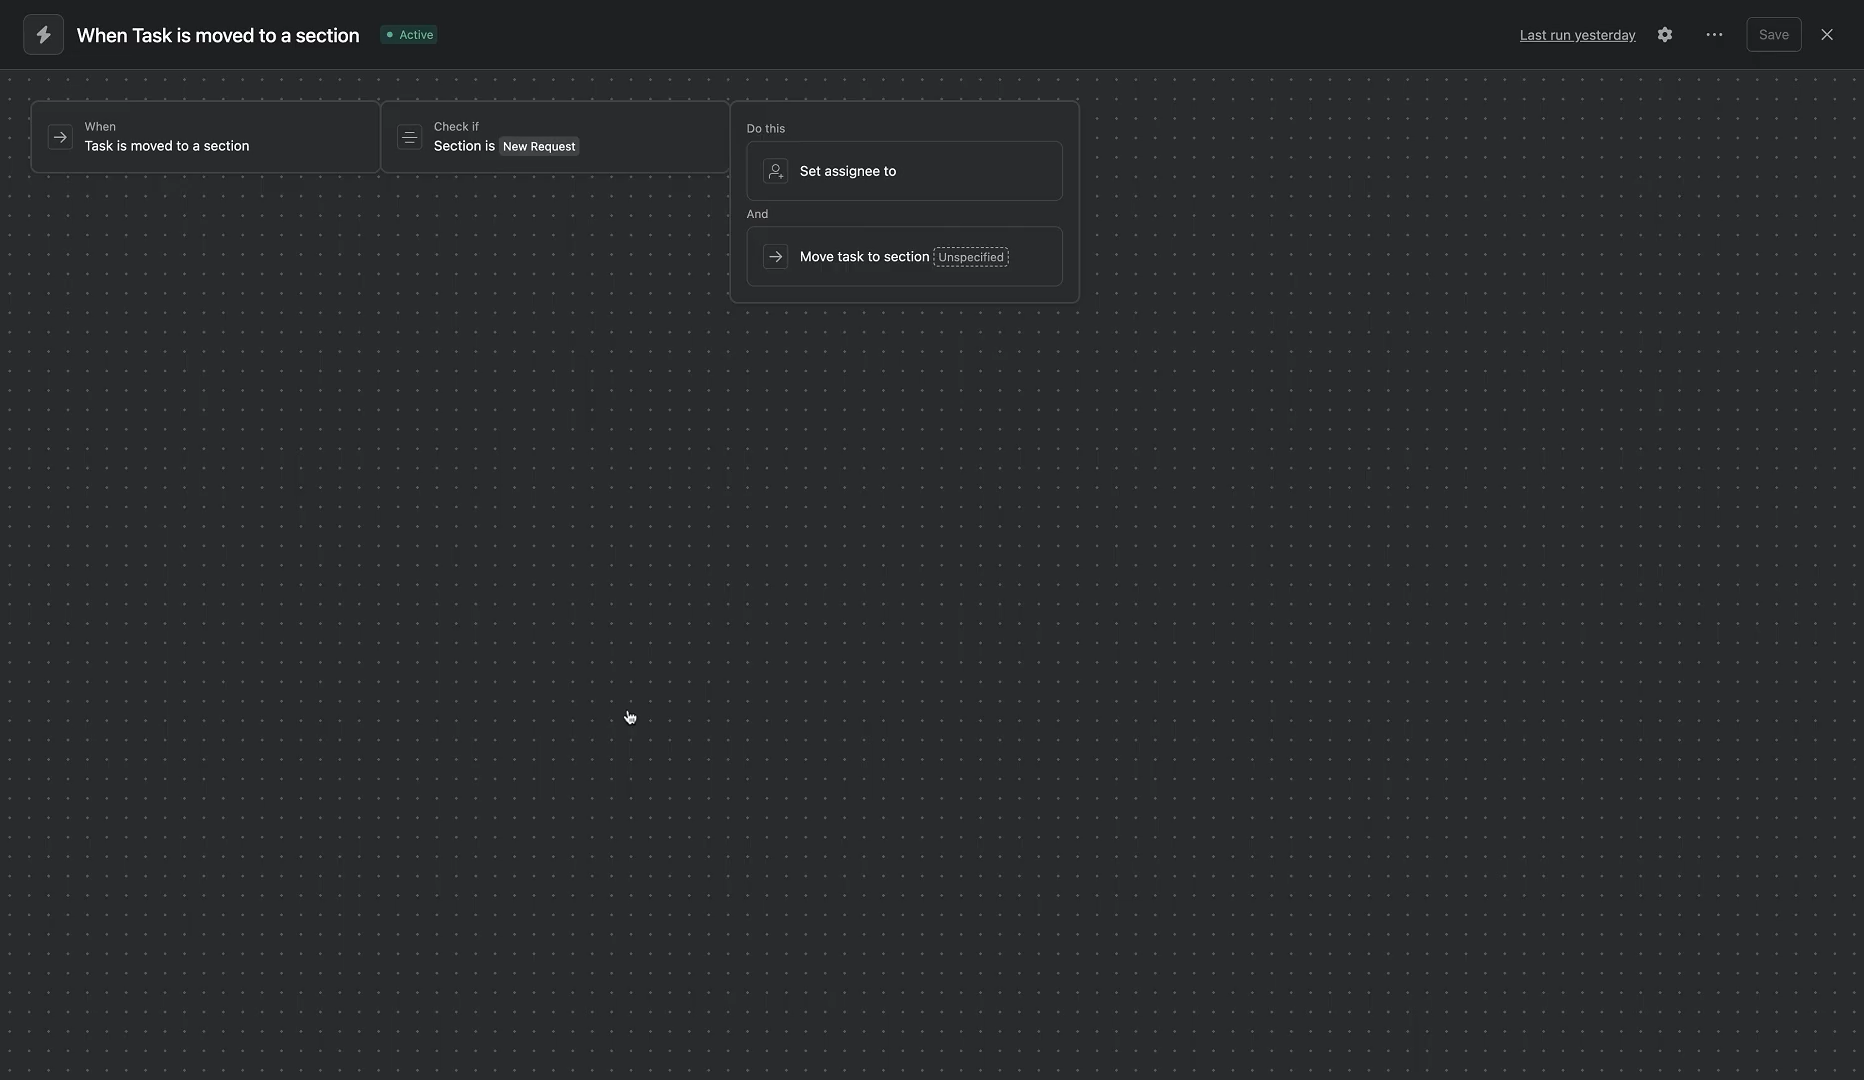 When Task is moved to a section
Active
Last run yesterday
Save
When
Task is moved to a section
Check if
Section is New Request
Do this
Set assignee to
And
Move task to section Unspecified